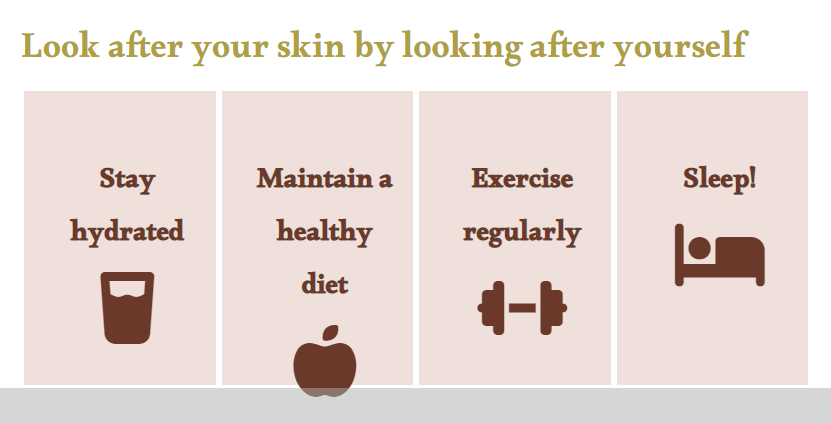 Look after your skin by looking after yourself
Stay
hydrated
Maintain a
healthy
diet
Exercise
regularly
Sleep!